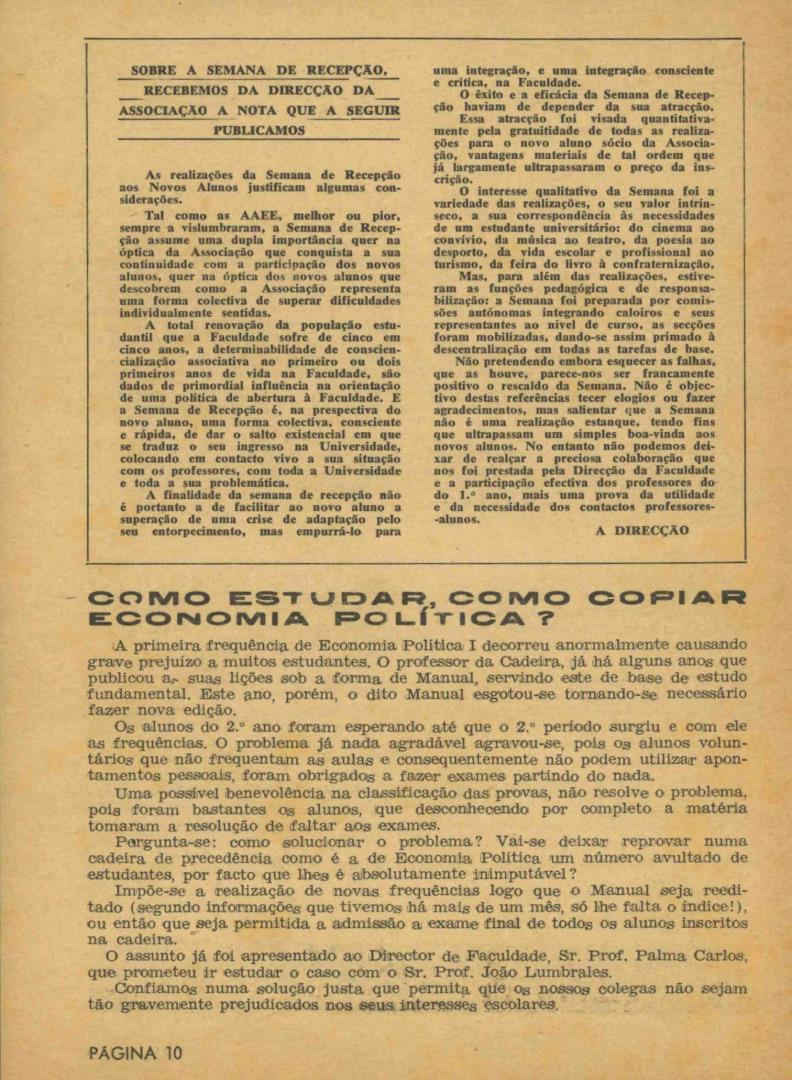 SOBRE A SEMANA DE RECEPÇÃO,
RECEBEMOS DA DIRECÇÃO DA
ASSOCIAÇÃO A NOTA QUE A SEGUIR
PUBLICAMOS
As realizações da Semana de Recepção
aos Novos Alunos justificam algumas con-
siderações.
Tal como as AAEE, melhor ou pior,
sempre a vislumbraram, a Semana de Recep-
ção assume uma dupla importância quer na
óptica da Associação que conquista a sua
continuidade com a participação dos novos
alunos, quer na óptica dos novos alunos que
descobrem como a Associação representa
uma forma colectiva de superar dificuldades
individualmente sentidas.
A total renovação da população estu-
dantil que a Faculdade sofre de cinco em
cinco anos, a determinabilidade de conscien-
cialização associativa no primeiro ou dois
primeiros anos de vida na Faculdade, são
dados de primordial influência na orientação
de uma política de abertura à Faculdade. E
a Semana de Recepção é, na prespectiva do
novo aluno, uma forma colectiva, consciente
e rápida, de dar o salto existencial em que
se traduz o seu ingresso na Universidade,
colocando em contacto vivo a sua situação
com os professores, com toda a Universidade
e toda a sua problemática.
A finalidade da semana de recepção não
é portanto a de facilitar ao novo aluno a
superação de uma crise de adaptação pelo
seu entorpecimento, mas empurrá-lo para
uma integração, e uma integração consciente
e crítica, na Faculdade.
O êxito e a eficácia da Semana de Recep-
ção haviam de depender da sua atracção.
Essa atracção foi visada quantitativa-
mente pela gratuitidade de todas as realiza-
ções para o novo aluno sócio da Associa-
ção, vantagens materiais de tal ordem que
já largamente ultrapassaram o preço da ins-
crição.
O interesse qualitativo da Semana foi a
variedade das realizações, o seu valor intrín-
seco, a sua correspondência às necessidades
de um estudante universitário: do cinema ao
convívio, da música ao teatro, da poesia ao
desporto, da vida escolar e profissional ao
turismo, da feira do livro à confraternização.
Mas, para além das realizações, estive-
ram as funções pedagógica e de responsa-
bilização: a Semana foi preparada por comis-
sões autónomas integrando caloiros e seus
representantes ao nível de curso, as secções
foram mobilizadas, dando-se assim primado à
descentralização em todas as tarefas de base.
Não pretendendo embora esquecer as falhas,
que as houve, parece-nos ser francamente
positivo o rescaldo da Semana. Não é objec-
tivo destas referências tecer elogios ou fazer
agradecimentos, mas salientar que a Semana
não é uma realização estanque, tendo fins
que ultrapassam um simples boa-vinda aos
novos alunos. No entanto não podemos dei-
xar de realçar a preciosa colaboração que
nos foi prestada pela Direcção da Faculdade
e a participação efectiva dos professores do
do 1.º ano, mais uma prova da utilidade
e da necessidade dos contactos professores-
-alunos.
A DIRECÇÃO
COMO ESTUDAR, COMO COPIAR
ECONOMIA POLÍTICA?
A primeira frequência de Economia Política I decorreu anormalmente causando
grave prejuízo a muitos estudantes. O professor da Cadeira, já há alguns anos que
publicou as suas lições sob a forma de Manual, servindo este de base de estudo
fundamental. Este ano, porém, o dito Manual esgotou-se tornando-se necessário
fazer nova edição.
Os alunos do 2.º ano foram esperando até que o 2.º período surgiu e com ele
as frequências. O problema já nada agradável agravou-se, pois os alunos volun-
tários que não frequentam as aulas e consequentemente não podem utilizar apon-
tamentos pessoais, foram obrigados a fazer exames partindo do nada.
Uma possível benevolência na classificação das provas, não resolve o problema,
pois foram bastantes os alunos, que desconhecendo por completo a matéria
tomaram a resolução de faltar aos exames.
Pergunta-se: como solucionar o problema? Vai-se deixar reprovar numa
cadeira de precedência como é a de Economia Política um número avultado de
estudantes, por facto que lhes é absolutamente inimputável?
Impõe-se a realização de novas frequências logo que o Manual seja reedi-
tado (segundo informações que tivemos há mais de um mês, só lhe falta o índice!),
ou então que seja permitida a admissão a exame final de todos os alunos inscritos
na cadeira.
O assunto já foi apresentado ao Director de Faculdade, Sr. Prof. Palma Carlos,
que prometeu ir estudar o caso com o Sr. Prof. João Lumbrales.
Confiamos numa solução justa que permita que os nossos colegas não sejam
tão gravemente prejudicados nos seus interesses escolares.
PÁGINA 10